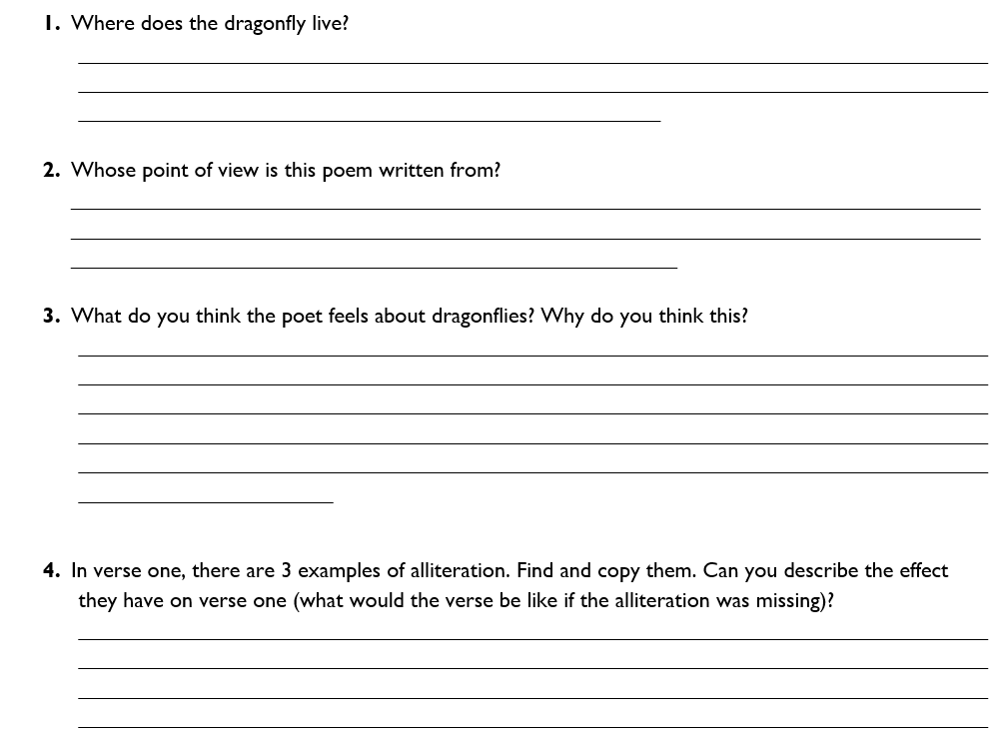 1. Where does the dragonfly live?
2. Whose point of view is this poem written from?
3. What do you think the poet feels about dragonflies? Why do you think this?
4. In verse one, there are 3 examples of alliteration. Find and copy them. Can you describe the effect
they have on verse one (what would the verse be like if the alliteration was missing)?